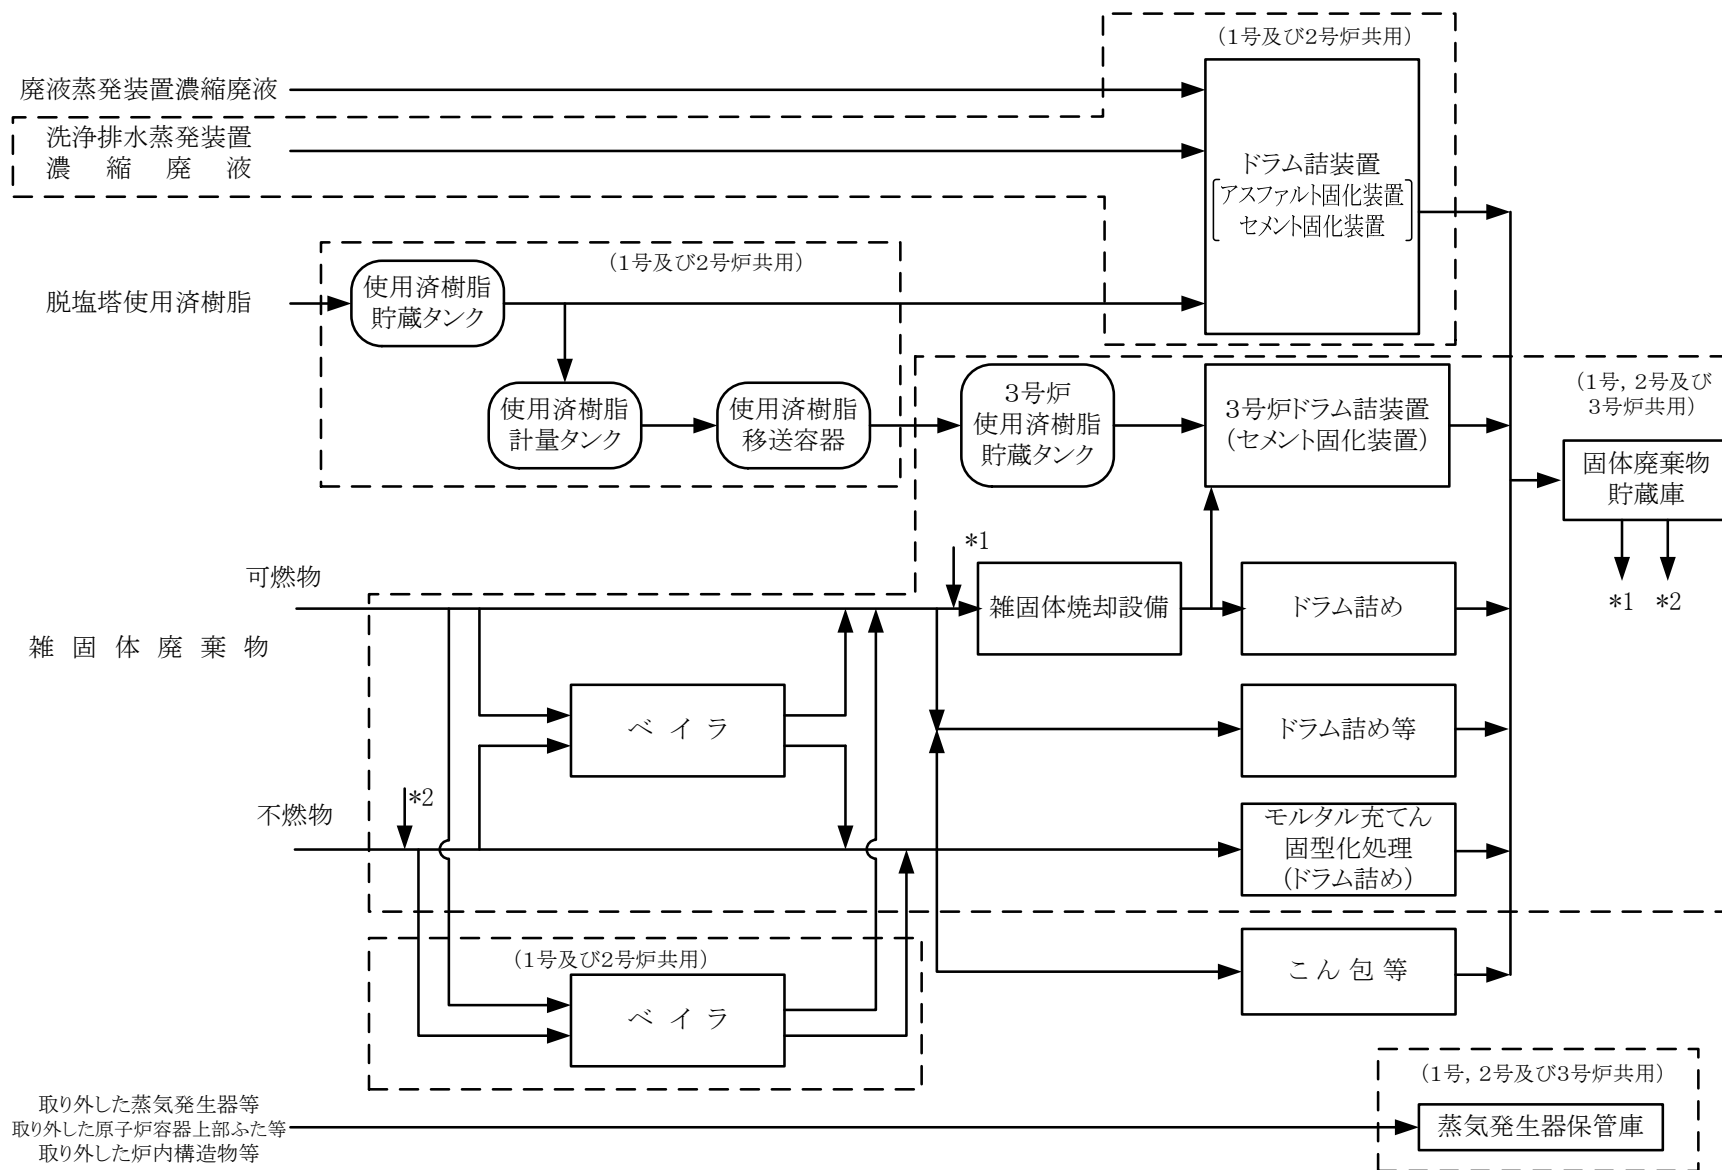 (1号及び2号炉共用)
廃液蒸発装置濃縮廃液
洗浄排水蒸発装置
濃縮廃液
ドラム詰装置
アスファルト固化装置
セメント固化装置
(1号及び2号炉共用)
脱塩塔使用済樹脂
使用済樹脂
貯蔵タンク
使用済樹脂
計量タンク
使用済樹脂
移送容器
3号炉
使用済樹脂
貯蔵タンク
3号炉ドラム詰装置
(セメント固化装置)
(1号,2号及び
3号炉共用)
固体廃棄物
貯蔵庫
*1
*2
可燃物
*1
雑固体焼却設備
ドラム詰め
雑固体廃棄物
ベイラ
ドラム詰め等
不燃物
*2
モルタル充てん
固型化処理
(ドラム詰め)
(1号及び2号炉共用)
ベイラ
こん包等
(1号,2号及び3号炉共用)
取り外した蒸気発生器等
取り外した原子炉容器上部ふた等
取り外した炉内構造物等
蒸気発生器保管庫